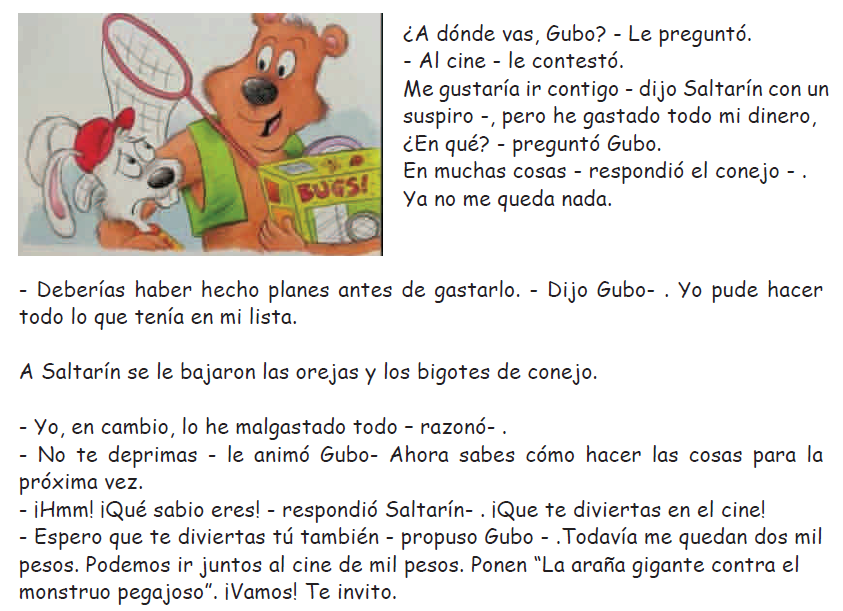 BUGS!
¿A dónde vas, Gubo? - Le preguntó.
- Al cine - le contestó.
Me gustaría ir contigo - dijo Saltarín con un
suspiro -, pero he gastado todo mi dinero,
¿En qué? - preguntó Gubo.
En muchas cosas - respondió el conejo - .
Ya no me queda nada.
- Deberías haber hecho planes antes de gastarlo. - Dijo Gubo- . Yo pude hacer
todo lo que tenía en mi lista.
A Saltarín se le bajaron las orejas y los bigotes de conejo.
- Yo, en cambio, lo he malgastado todo – razonó- .
- No te deprimas - le animó Gubo- Ahora sabes cómo hacer las cosas para la
próxima vez.
- ¡Hmm! ¡Qué sabio eres! - respondió Saltarín- . ¡Que te diviertas en el cine!
- Espero que te diviertas tú también - propuso Gubo - .Todavía me quedan dos mil
pesos. Podemos ir juntos al cine de mil pesos. Ponen “La araña gigante contra el
monstruo pegajoso”. ¡Vamos! Te invito.